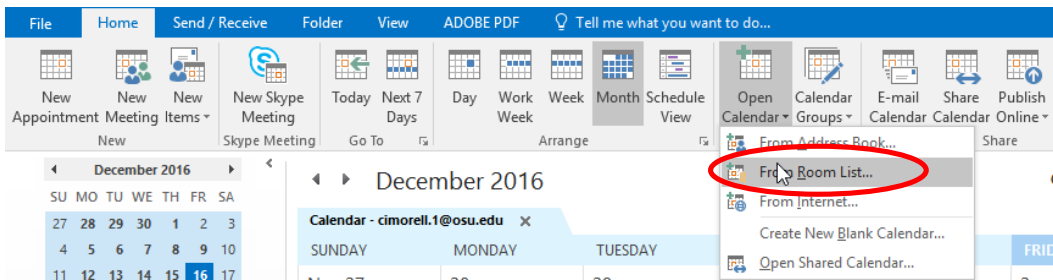 File Home Send / Receive Folder View ADOBE PDF Tell me what you want to do...
New Appointment
New Meeting
New Items
New Skype Meeting
Today
Next 7 Days
Day
Work Week
Week
Month
Schedule View
Open Calendar
Calendar Groups
E-mail Calendar
Share Calendar
Publish Online
New Skype Meeting Go To Arrange Share
From Address Book...
From Room List...
From Internet...
Create New Blank Calendar...
Open Shared Calendar...
December 2016
SU MO TU WE TH FR SA
27 28 29 30 1 2 3
4 5 6 7 8 9 10
11 12 13 14 15 16 17
December 2016
Calendar - cimorell.1@osu.edu
SUNDAY MONDAY TUESDAY